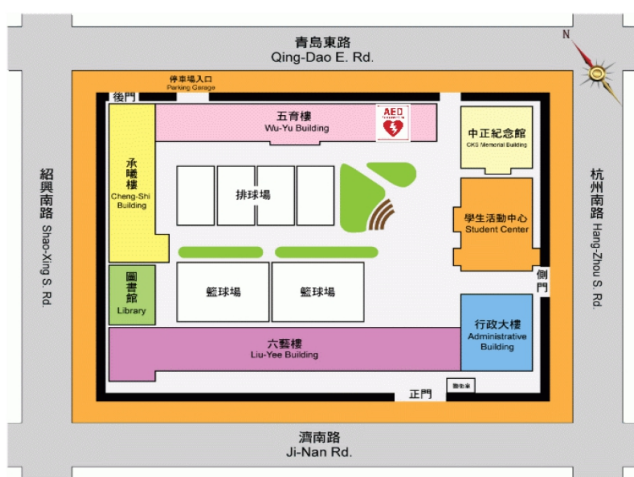 青島東路
Qing-Dao E. Rd.
N
停車場入口
Parking Garage
後門
五育樓
Wu-Yu Building
AED
中正紀念館
CKS Memorial Building
承曦樓
Cheng-Shi
Building
排球場
學生活動中心
Student Center
紹興南路 Shao-Xing S. Rd.
杭州南路 Hang-Zhou S. Rd.
側門
圖書館
Library
籃球場
籃球場
行政大樓
Administrative
Building
六藝樓
Liu-Yee Building
正門
濟南路
Ji-Nan Rd.